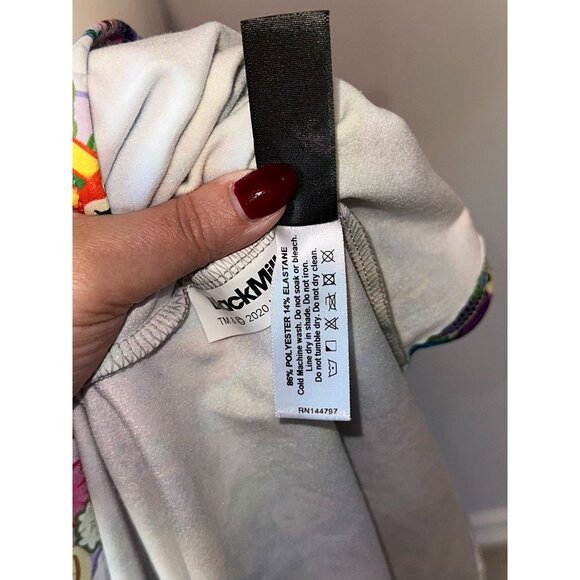 TM&© 2020
86% POLYESTER 14% ELASTANE
Cold Machine wash. Do not soak or bleach.
Line dry in shade. Do not iron.
Do not tumble dry. Do not dry clean.
RN144797